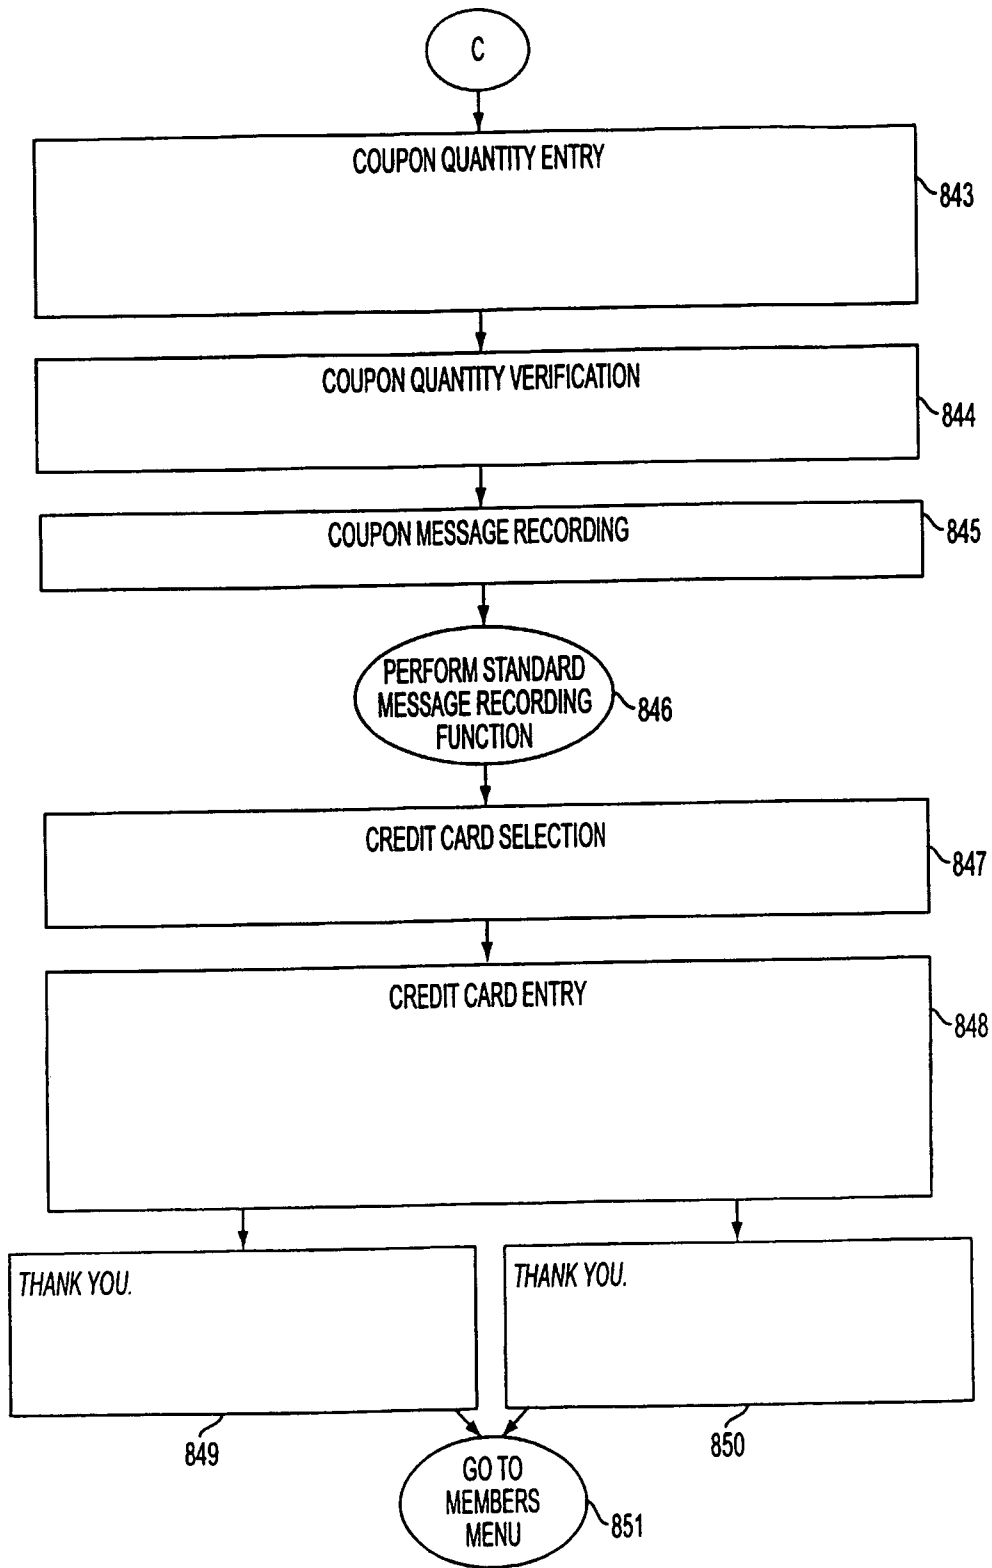 C
COUPON QUANTITY ENTRY
843
COUPON QUANTITY VERIFICATION
844
COUPON MESSAGE RECORDING
845
PERFORM STANDARD
MESSAGE RECORDING
FUNCTION
846
CREDIT CARD SELECTION
847
CREDIT CARD ENTRY
848
THANK YOU.
THANK YOU.
849
850
GO TO
MEMBERS
MENU
851